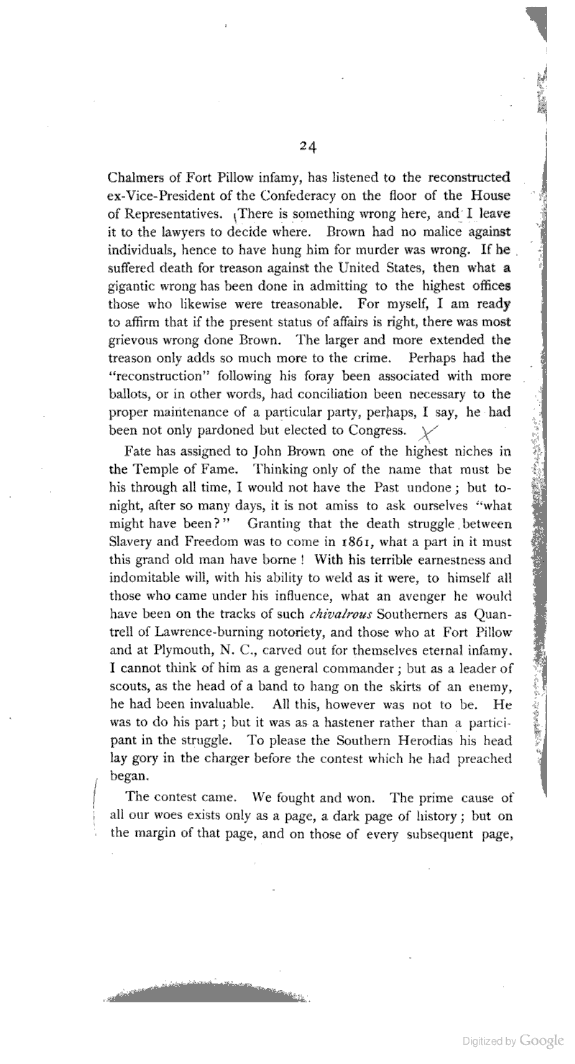 24
Chalmers of Fort Pillow infamy, has listened to the reconstructed
ex-Vice-President of the Confederacy on the floor of the House
of Representatives. There is something wrong here, and I leave
it to the lawyers to decide where. Brown had no malice against
individuals, hence to have hung him for murder was wrong. If he
suffered death for treason against the United States, then what a
gigantic wrong has been done in admitting to the highest offices
those who likewise were treasonable. For myself, I am ready
to affirm that if the present status of affairs is right, there was most
grievous wrong done Brown. The larger and more extended the
treason only adds so much more to the crime. Perhaps had the
"reconstruction" following his foray been associated with more
ballots, or in other words, had conciliation been necessary to the
proper maintenance of a particular party, perhaps, I say, he had
been not only pardoned but elected to Congress.
Fate has assigned to John Brown one of the highest niches in
the Temple of Fame. Thinking only of the name that must be
his through all time, I would not have the Past undone; but to-
night, after so many days, it is not amiss to ask ourselves "what
might have been?" Granting that the death struggle between
Slavery and Freedom was to come in 1861, what a part in it must
this grand old man have borne! With his terrible earnestness and
indomitable will, with his ability to weld as it were, to himself all
those who came under his influence, what an avenger he would
have been on the tracks of such chivalrous Southerners as Quan-
trell of Lawrence-burning notoriety, and those who at Fort Pillow
and at Plymouth, N. C., carved out for themselves eternal infamy.
I cannot think of him as a general commander; but as a leader of
scouts, as the head of a band to hang on the skirts of an enemy,
he had been invaluable. All this, however was not to be. He
was to do his part; but it was as a hastener rather than a partici-
pant in the struggle. To please the Southern Herodias his head
lay gory in the charger before the contest which he had preached
began.
The contest came. We fought and won. The prime cause of
all our woes exists only as a page, a dark page of history; but on
the margin of that page, and on those of every subsequent page,
Digitized by Google